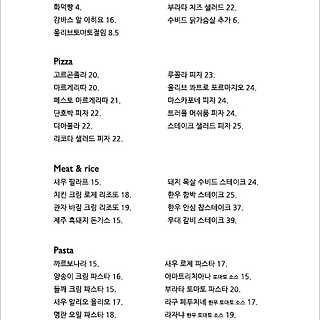 화덕빵 4.
감바스 알 아히요 16.
올리브토마토절임 8.5
부라타 치즈 샐러드 22.
수비드 닭가슴살 추가 6.
Pizza
고르곤졸라 20.
마르게리따 20.
페스토 마르게리따 21.
단호박 피자 22.
디아볼라 22.
리코타 샐러드 피자 22.
루꼴라 피자 23.
올리브 콰트로 포르마지오 24.
마스카포네 피자 24.
트러플 머쉬룸 피자 24.
스테이크 샐러드 피자 25.
Meat & rice
새우 필라프 15.
치킨 크림 로제 리조또 18.
관자 바질 크림 리조또 19.
제주 흑돼지 돈가스 15.
돼지 목살 수비드 스테이크 24.
한우 함박 스테이크 25.
한우 안심 찹스테이크 37.
우대 갈비 스테이크 39.
Pasta
까르보나라 15.
양송이 크림 파스타 16.
들깨 크림 파스타 15.
새우 알리오 올리오 17.
명란 오일 파스타 18.
새우 로제 파스타 17.
아마트리치아나 토마토 소스 15.
부라타 토마토 파스타 20.
라구 페푸치네 한우 토마토 소스 17.
라자냐 한우 토마토 소스 19.